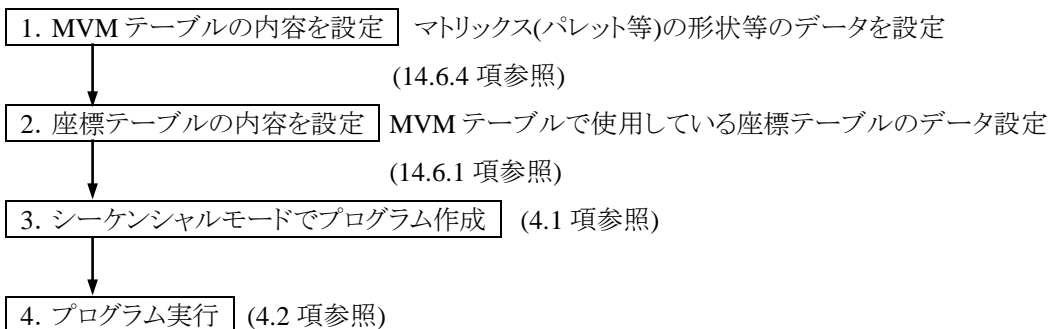 1. MVM テーブルの内容を設定 マトリックス(パレット等)の形状等のデータを設定
(14.6.4 項参照)
2. 座標テーブルの内容を設定 MVM テーブルで使用している座標テーブルのデータ設定
(14.6.1 項参照)
3. シーケンシャルモードでプログラム作成 (4.1 項参照)
4. プログラム実行 (4.2 項参照)